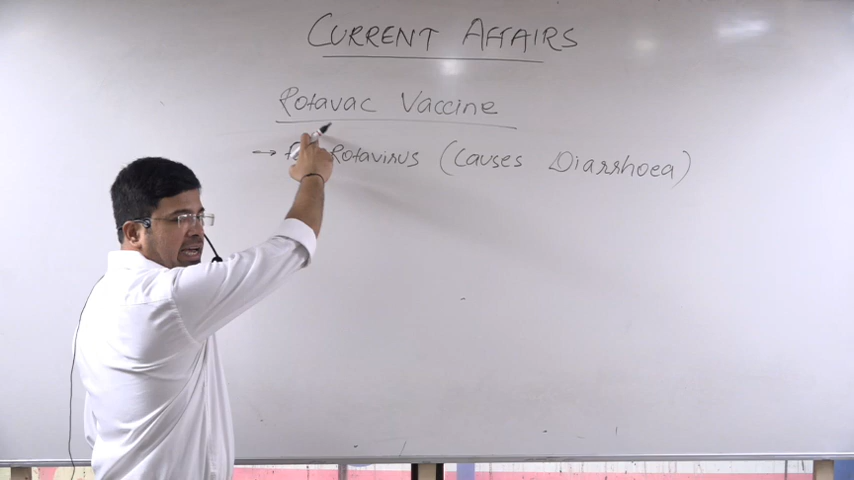 CURRENT AFFAIRS
Rotavac Vaccine
→ Rotavirus (Causes Diarrhoea)